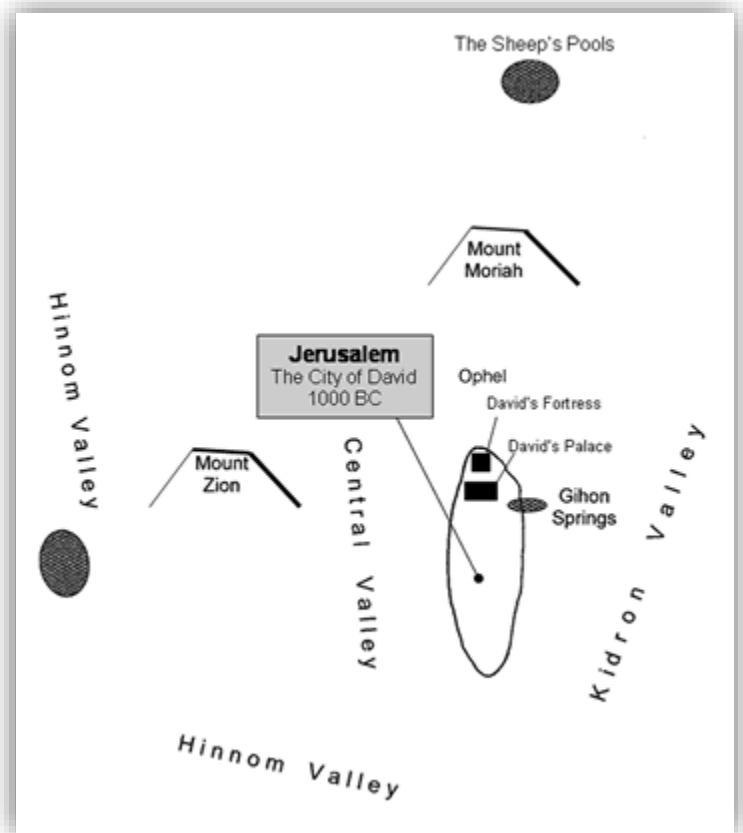 The Sheep's Pools
Mount
Moriah
Hinnom Valley
Jerusalem
The City of David
1000 BC
Ophel
David's Fortress
David's Palace
Mount
Zion
Central Valley
Gihon
Springs
Kidron Valley
Hinnom Valley